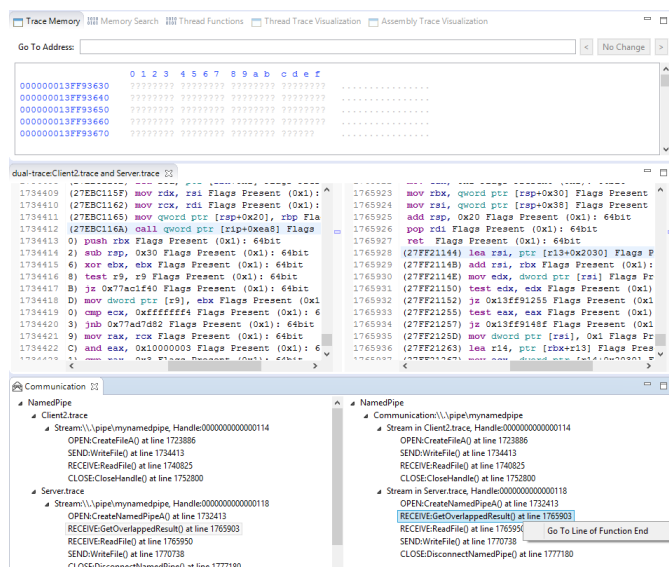 Trace Memory Memory Search Thread Functions Thread Trace Visualization Assembly Trace Visualization
Go To Address: < No Change >
0 1 2 3 4 5 6 7 8 9 a b c d e f
000000013FF93630 ???????? ???????? ???????? ???????? ................
000000013FF93640 ???????? ???????? ???????? ???????? ................
000000013FF93650 ???????? ???????? ???????? ???????? ................
000000013FF93660 ???????? ???????? ???????? ???????? ................
000000013FF93670 ???????? ???????? ???????? ?????? ................
dual-trace:Client2.trace and Server.trace
1734409 (27EBC115F) mov rdx, rsi Flags Present (0x1):
1734410 (27EBC1162) mov rcx, rdi Flags Present (0x1):
1734411 (27EBC1165) mov qword ptr [rsp+0x20], rbp Fla
1734412 (27EBC116A) call qword ptr [rip+0xea8] Flags
1734413 0) push rbx Flags Present (0x1): 64bit
1734414 2) sub rsp, 0x30 Flags Present (0x1): 64bit
1734415 6) xor ebx, ebx Flags Present (0x1): 64bit
1734416 8) test r9, r9 Flags Present (0x1): 64bit
1734417 B) jz 0x77ac1f40 Flags Present (0x1): 64bit
1734418 D) mov dword ptr [r9], ebx Flags Present (0x1
1734419 0) cmp ecx, 0xfffffff4 Flags Present (0x1): 6
1734420 3) jnb 0x77ad7d82 Flags Present (0x1): 64bit
1734421 9) mov rax, rcx Flags Present (0x1): 64bit
1734422 C) and eax, 0x10000003 Flags Present (0x1): 6
1765923 mov rbx, qword ptr [rsp+0x30] Flags Present
1765924 mov rsi, qword ptr [rsp+0x38] Flags Present
1765925 add rsp, 0x20 Flags Present (0x1): 64bit
1765926 pop rdi Flags Present (0x1): 64bit
1765927 ret Flags Present (0x1): 64bit
1765928 (27FF21144) lea rsi, ptr [r13+0x2030] Flags P
1765929 (27FF2114B) add rsi, rbx Flags Present (0x1):
1765930 (27FF2114E) mov edx, dword ptr [rsi] Flags Pr
1765931 (27FF21150) test edx, edx Flags Present (0x1)
1765932 (27FF21152) jz 0x13ff91255 Flags Present (0x1
1765933 (27FF21255) test eax, eax Flags Present (0x1)
1765934 (27FF21257) jz 0x13ff9148f Flags Present (0x1
1765935 (27FF2125D) mov dword ptr [rsi], 0x1 Flags Pr
1765936 (27FF21263) lea r14, ptr [rbx+r13] Flags Pres
Communication
NamedPipe
Client2.trace
Stream:\\.\pipe\mynamedpipe, Handle:0000000000000114
OPEN:CreateFileA() at line 1723886
SEND:WriteFile() at line 1734413
RECEIVE:ReadFile() at line 1740825
CLOSE:CloseHandle() at line 1752800
Server.trace
Stream:\\.\pipe\mynamedpipe, Handle:0000000000000118
OPEN:CreateNamedPipeA() at line 1732413
RECEIVE:GetOverlappedResult() at line 1765903
RECEIVE:ReadFile() at line 1765950
SEND:WriteFile() at line 1770738
CLOSE:DisconnectNamedPipe() at line 1777180
NamedPipe
Communication:\\.\pipe\mynamedpipe
Stream in Client2.trace, Handle:0000000000000114
OPEN:CreateFileA() at line 1723886
SEND:WriteFile() at line 1734413
RECEIVE:ReadFile() at line 1740825
CLOSE:CloseHandle() at line 1752800
Stream in Server.trace, Handle:0000000000000118
OPEN:CreateNamedPipeA() at line 1732413
RECEIVE:GetOverlappedResult() at line 1765903
RECEIVE:ReadFile() at line 1765950
SEND:WriteFile() at line 1770738
CLOSE:DisconnectNamedPipe() at line 1777180
Go To Line of Function End